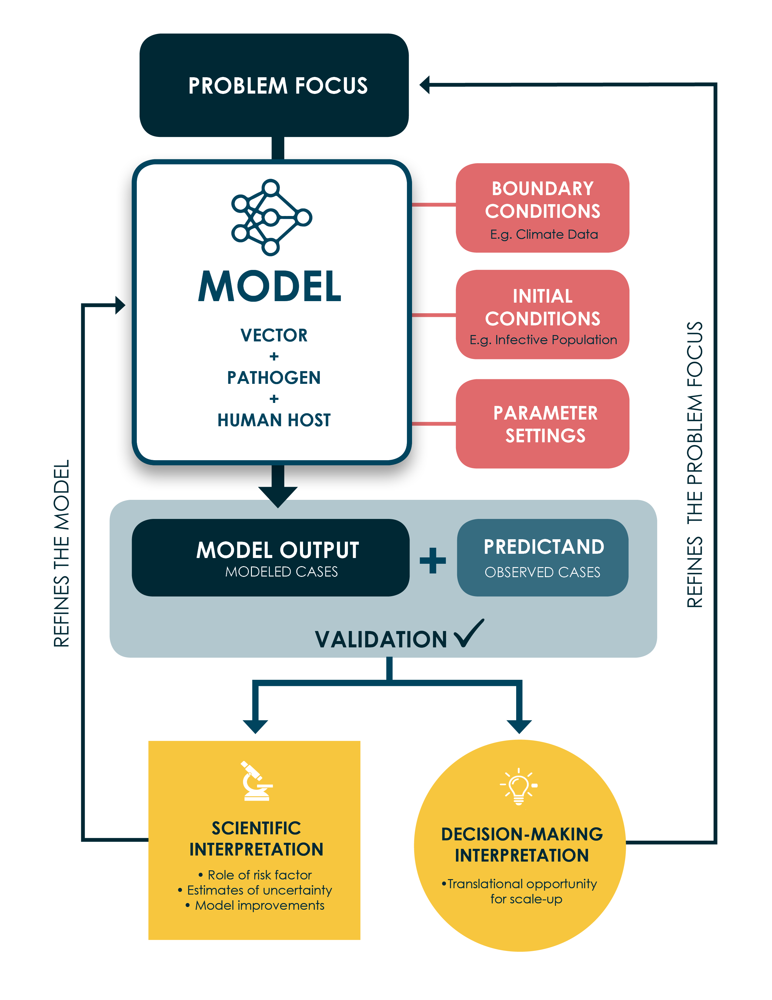 PROBLEM FOCUS
MODEL
VECTOR
+
PATHOGEN
+
HUMAN HOST
BOUNDARY
CONDITIONS
E.g. Climate Data
INITIAL
CONDITIONS
E.g. Infective Population
PARAMETER
SETTINGS
REFINES THE MODEL
REFINES THE PROBLEM FOCUS
MODEL OUTPUT
MODELED CASES
+
PREDICTAND
OBSERVED CASES
VALIDATION ✓
SCIENTIFIC
INTERPRETATION
• Role of risk factor
• Estimates of uncertainty
• Model improvements
DECISION-MAKING
INTERPRETATION
•Translational opportunity
for scale-up